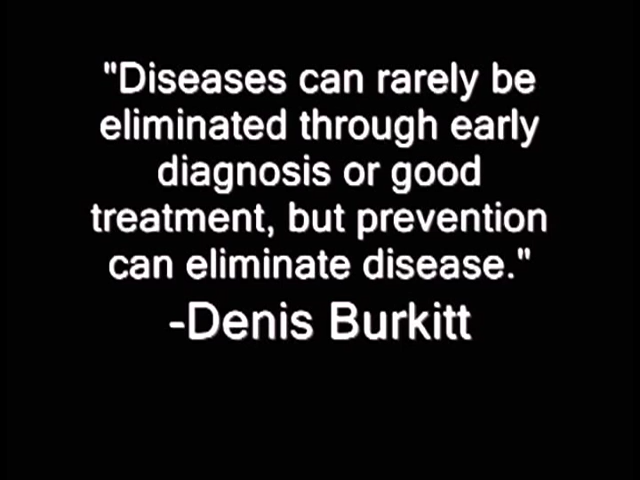 "Diseases can rarely be
eliminated through early
diagnosis or good
treatment, but prevention
can eliminate disease."
-Denis Burkitt